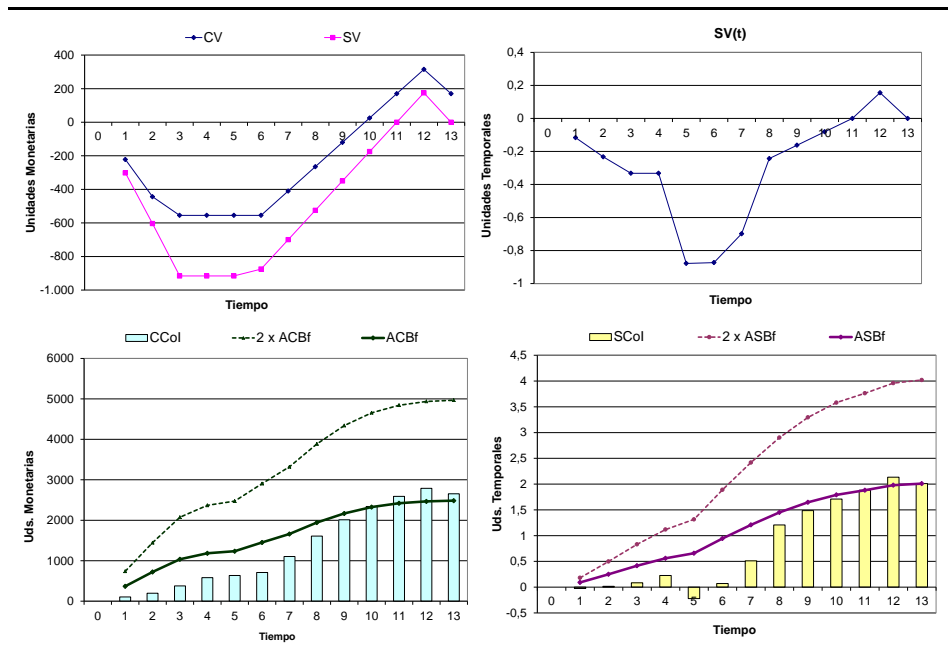 CV SV
400
200
0
-200
-400
-600
-800
-1.000
0 1 2 3 4 5 6 7 8 9 10 11 12 13
Unidades Monetarias
Tiempo
SV(t)
0,4
0,2
0
-0,2
-0,4
-0,6
-0,8
-1
0 1 2 3 4 5 6 7 8 9 10 11 12 13
Unidades Temporales
Tiempo
CCoI 2 x ACBf ACBf
6000
5000
4000
3000
2000
1000
0
0 1 2 3 4 5 6 7 8 9 10 11 12 13
Uds. Monetarias
Tiempo
SCoI 2 x ASBf ASBf
4,5
4
3,5
3
2,5
2
1,5
1
0,5
0
-0,5
0 1 2 3 4 5 6 7 8 9 10 11 12 13
Uds. Temporales
Tiempo